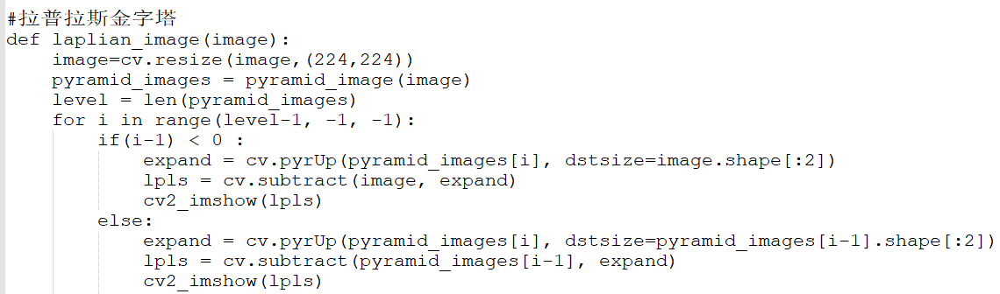 #拉普拉斯金字塔
def laplian_image(image):
    image=cv.resize(image,(224,224))
    pyramid_images = pyramid_image(image)
    level = len(pyramid_images)
    for i in range(level-1, -1, -1):
        if(i-1) < 0 :
            expand = cv.pyrUp(pyramid_images[i], dstsize=image.shape[:2])
            lpls = cv.subtract(image, expand)
            cv2_imshow(lpls)
        else:
            expand = cv.pyrUp(pyramid_images[i], dstsize=pyramid_images[i-1].shape[:2])
            lpls = cv.subtract(pyramid_images[i-1], expand)
            cv2_imshow(lpls)